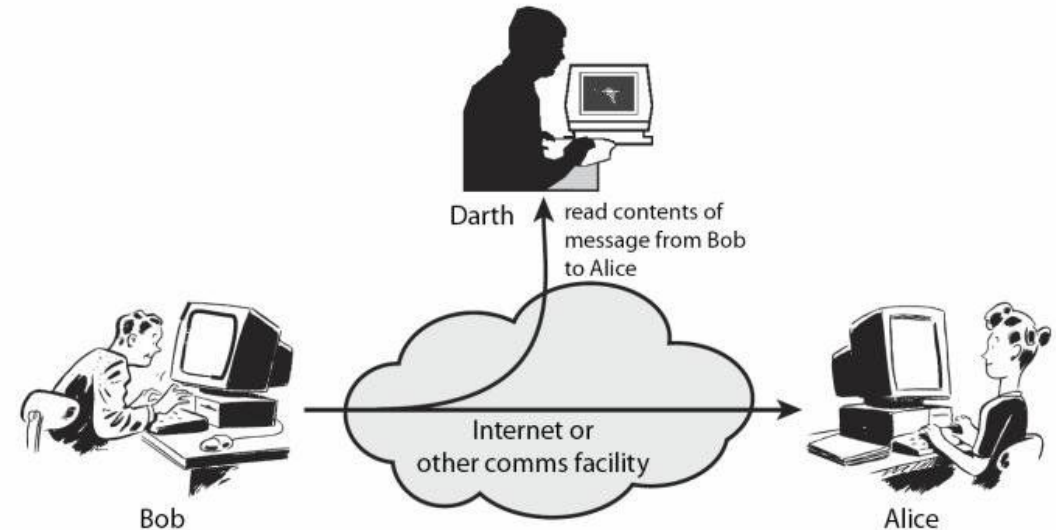 Darth
read contents of
message from Bob
to Alice
Internet or
other comms facility
Bob
Alice